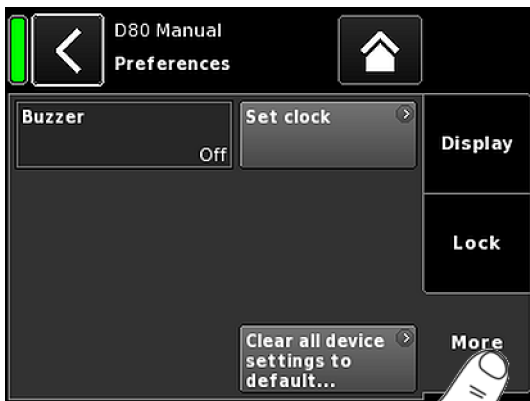 D80 Manual
Preferences
Buzzer
Off
Set clock
Display
Lock
Clear all device
settings to
default...
More